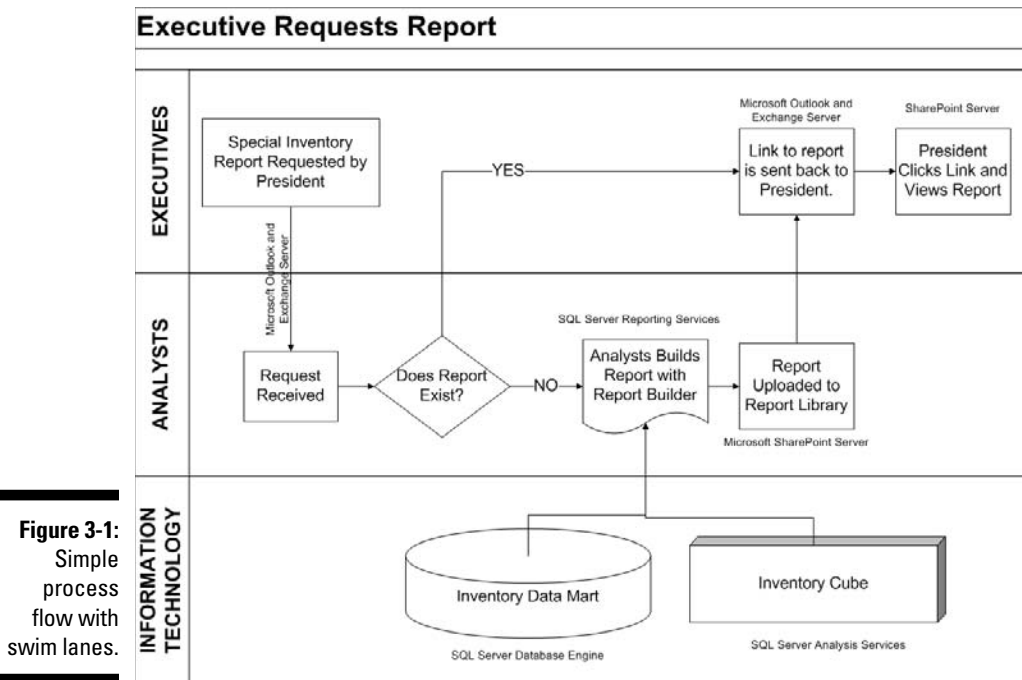 Executive Requests Report
EXECUTIVES
Special Inventory
Report Requested by
President
Microsoft Outlook and
Exchange Server
YES
Microsoft Outlook and
Exchange Server
Link to report
is sent back to
President.
SharePoint Server
President
Clicks Link and
Views Report
ANALYSTS
Request
Received
Does Report
Exist?
NO
SQL Server Reporting Services
Analysts Builds
Report with
Report Builder
Report
Uploaded to
Report Library
Microsoft SharePoint Server
INFORMATION
TECHNOLOGY
Inventory Data Mart
SQL Server Database Engine
Inventory Cube
SQL Server Analysis Services
Figure 3-1:
Simple
process
flow with
swim lanes.